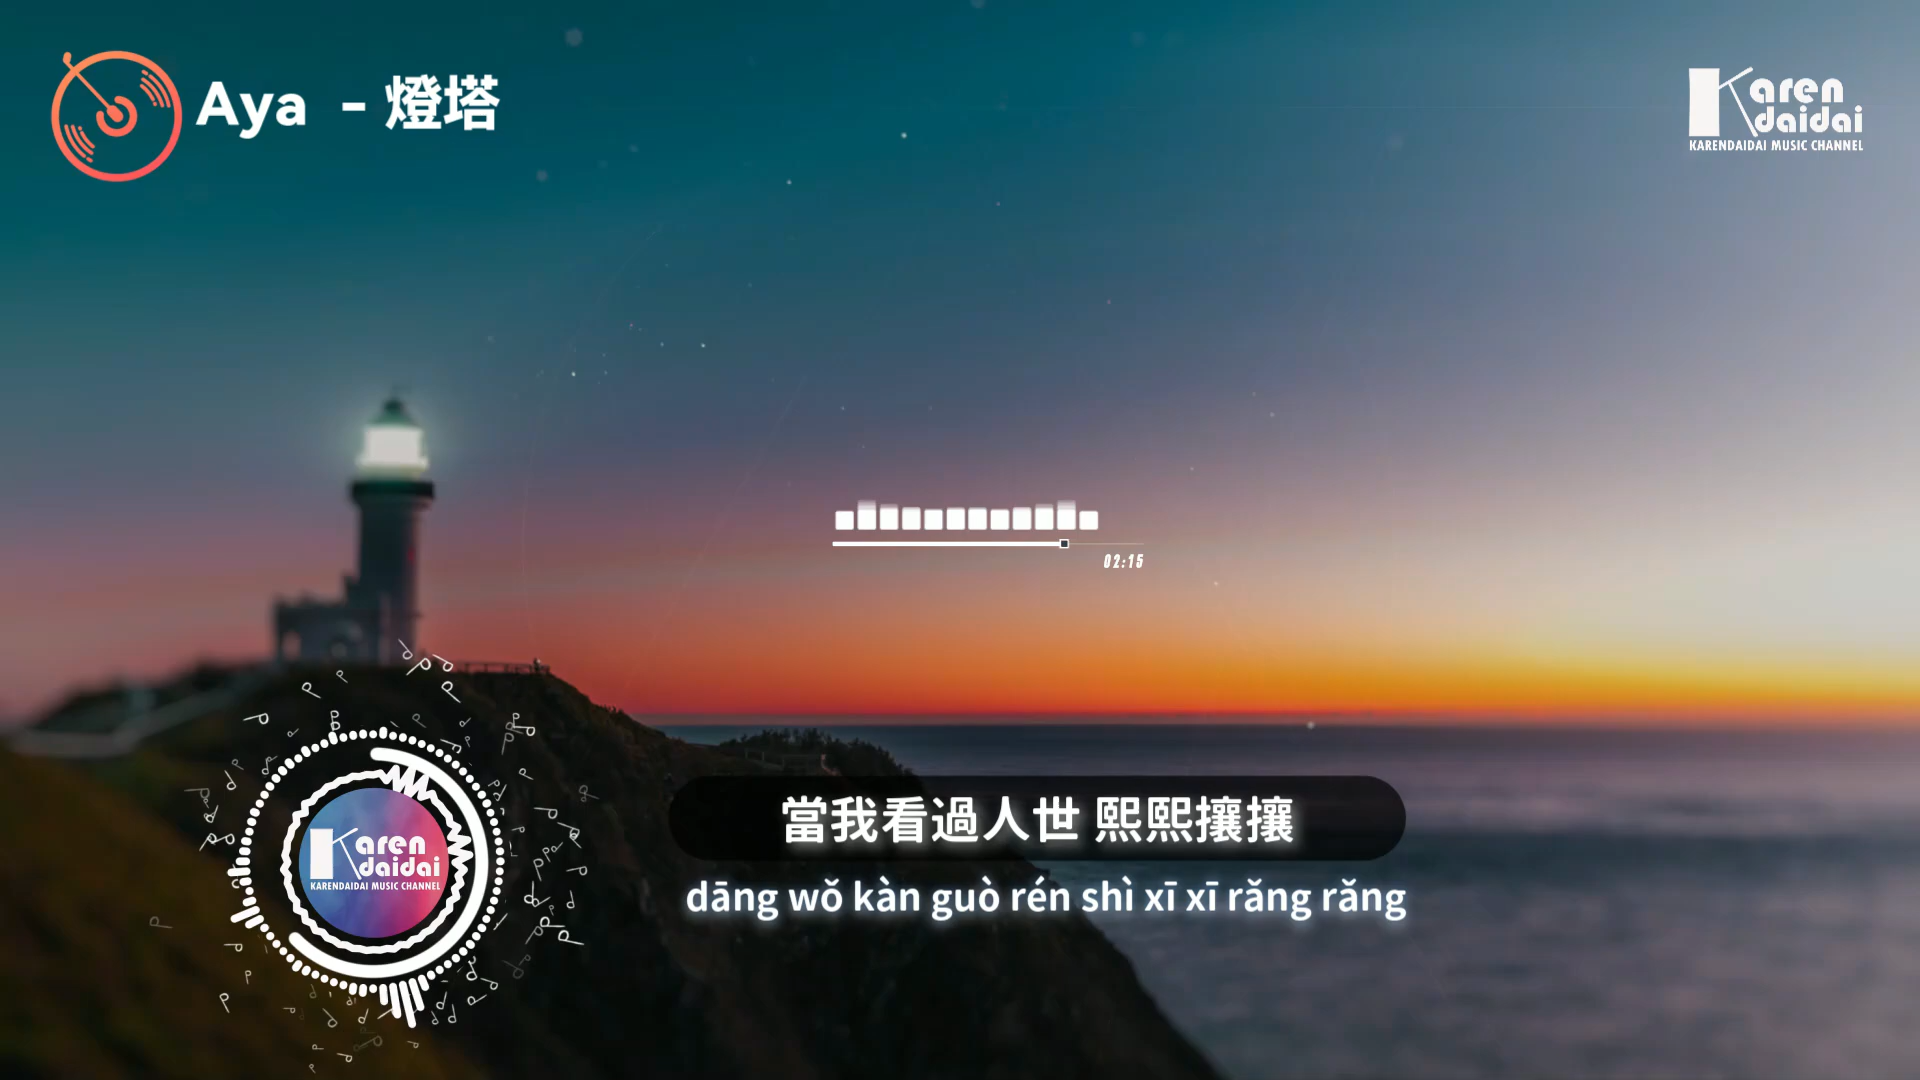 Aya - 燈塔
Karen
daidai
KARENDAIDAI MUSIC CHANNEL
02:15
當我看過人世 熙熙攘攘
dāng wǒ kàn guò rén shì xī xī rǎng rǎng
Karen
daidai
KARENDAIDAI MUSIC CHANNEL